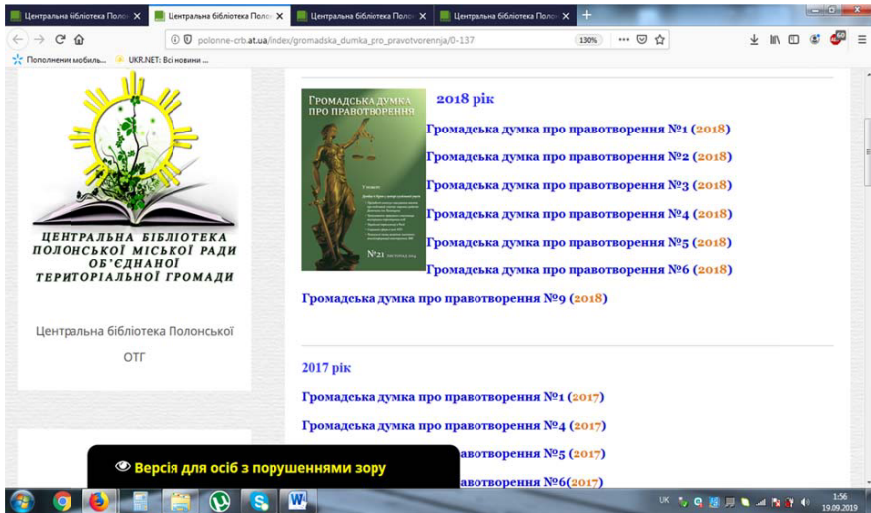 Центральна бібліотека Полон
Центральна бібліотека Полон
Центральна бібліотека Полон
Центральна бібліотека Полон
polonne-crb.at.ua/index/gromadska_dumka_pro_pravotvorennja/0-137
130%
60
Пополнени мобиль...
UKR.NET: Всі новини ...
ЦЕНТРАЛЬНА БІБЛІОТЕКА
ПОЛОНСЬКОЇ МІСЬКОЇ РАДИ
ОБ'ЄДНАНОЇ
ТЕРИТОРІАЛЬНОЇ ГРОМАДИ
Центральна бібліотека Полонської
ОТГ
Громадська думка
про правотворення
№21
2018 рік
Громадська думка про правотворення №1 (2018)
Громадська думка про правотворення №2 (2018)
Громадська думка про правотворення №3 (2018)
Громадська думка про правотворення №4 (2018)
Громадська думка про правотворення №5 (2018)
Громадська думка про правотворення №6 (2018)
Громадська думка про правотворення №9 (2018)
2017 рік
Громадська думка про правотворення №1 (2017)
Громадська думка про правотворення №4 (2017)
авотворення №5 (2017)
авотворення №6(2017)
Версія для осіб з порушеннями зору
UK
1:56
19.09.2019